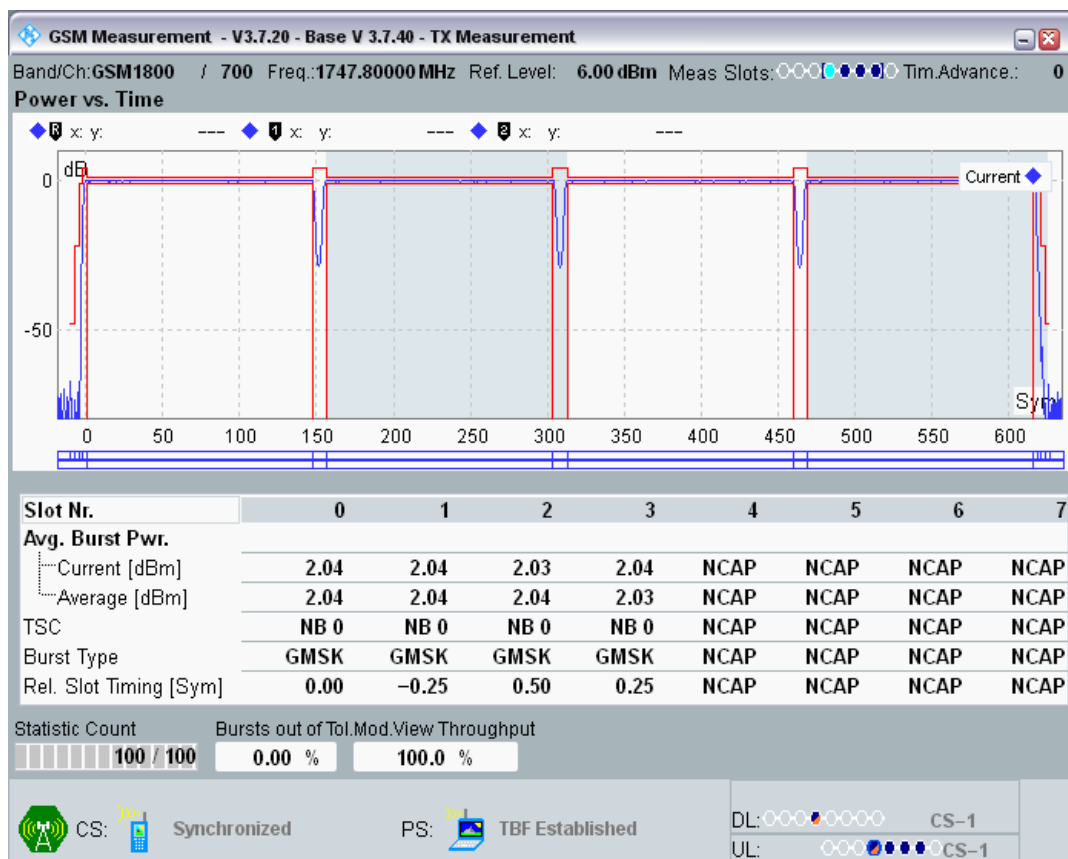 GSM Measurement - V3.7.20 - Base V 3.7.40 - TX Measurement
Band/Ch:GSM1800 / 700 Freq.:1747.80000 MHz Ref. Level: 6.00 dBm Meas Slots: Tim.Advance.: 0
Power vs. Time
R x: y: --- 1 x: y: --- 2 x: y: ---
dB
Current
0
-50
Sym
0 50 100 150 200 250 300 350 400 450 500 550 600
Slot Nr. 0 1 2 3 4 5 6 7
Avg. Burst Pwr.
Current [dBm] 2.04 2.04 2.03 2.04 NCAP NCAP NCAP NCAP
Average [dBm] 2.04 2.04 2.04 2.03 NCAP NCAP NCAP NCAP
TSC NB 0 NB 0 NB 0 NB 0 NCAP NCAP NCAP NCAP
Burst Type GMSK GMSK GMSK GMSK NCAP NCAP NCAP NCAP
Rel. Slot Timing [Sym] 0.00 −0.25 0.50 0.25 NCAP NCAP NCAP NCAP
Statistic Count Bursts out of Tol.Mod.View Throughput
100 / 100 0.00 % 100.0 %
CS: Synchronized PS: TBF Established
DL: CS−1
UL: CS−1